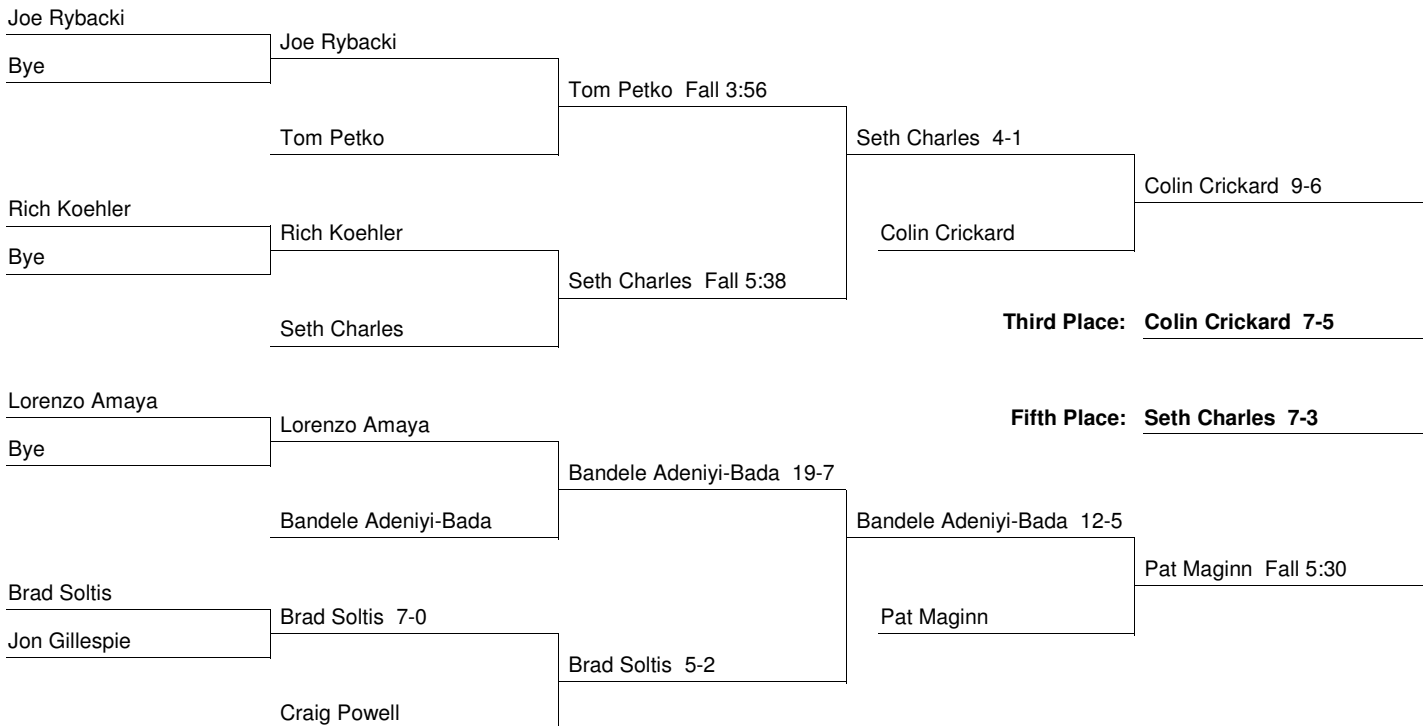 Joe Rybacki
Joe Rybacki
Bye
Tom Petko Fall 3:56
Tom Petko
Seth Charles 4-1
Colin Crickard 9-6
Rich Koehler
Rich Koehler
Colin Crickard
Bye
Seth Charles Fall 5:38
Seth Charles
Third Place: Colin Crickard 7-5
Lorenzo Amaya
Lorenzo Amaya
Fifth Place: Seth Charles 7-3
Bye
Bandele Adeniyi-Bada 19-7
Bandele Adeniyi-Bada
Bandele Adeniyi-Bada 12-5
Pat Maginn Fall 5:30
Brad Soltis
Brad Soltis 7-0
Pat Maginn
Jon Gillespie
Brad Soltis 5-2
Craig Powell